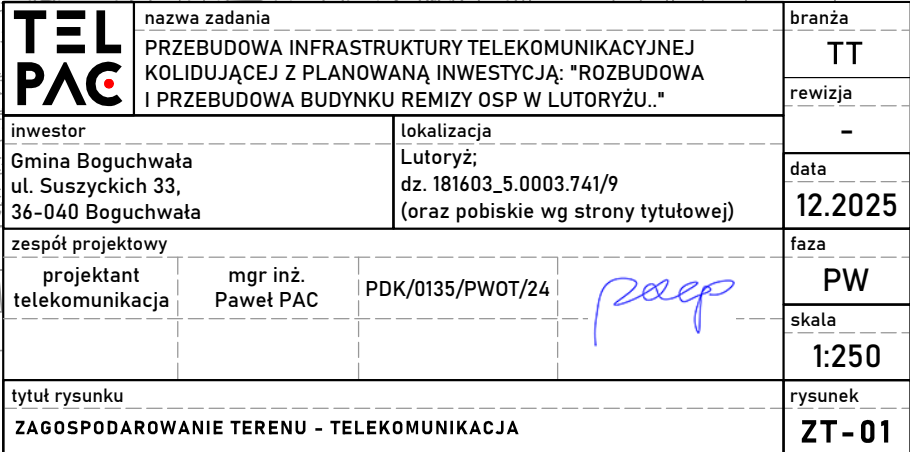 TEL
PAC
nazwa zadania
PRZEBUDOWA INFRASTRUKTURY TELEKOMUNIKACYJNEJ
KOLIDUJĄCEJ Z PLANOWANĄ INWESTYCJĄ: "ROZBUDOWA
I PRZEBUDOWA BUDYNKU REMIZY OSP W LUTORYŻU.."
branża
TT
rewizja
-
inwestor
Gmina Boguchwała
ul. Suszyckich 33,
36-040 Boguchwała
lokalizacja
Lutoryż;
dz. 181603_5.0003.741/9
(oraz pobiskie wg strony tytułowej)
data
12.2025
zespół projektowy
projektant
telekomunikacja
mgr inż.
Paweł PAC
PDK/0135/PWOT/24
faza
PW
skala
1:250
tytuł rysunku
ZAGOSPODAROWANIE TERENU - TELEKOMUNIKACJA
rysunek
ZT-01